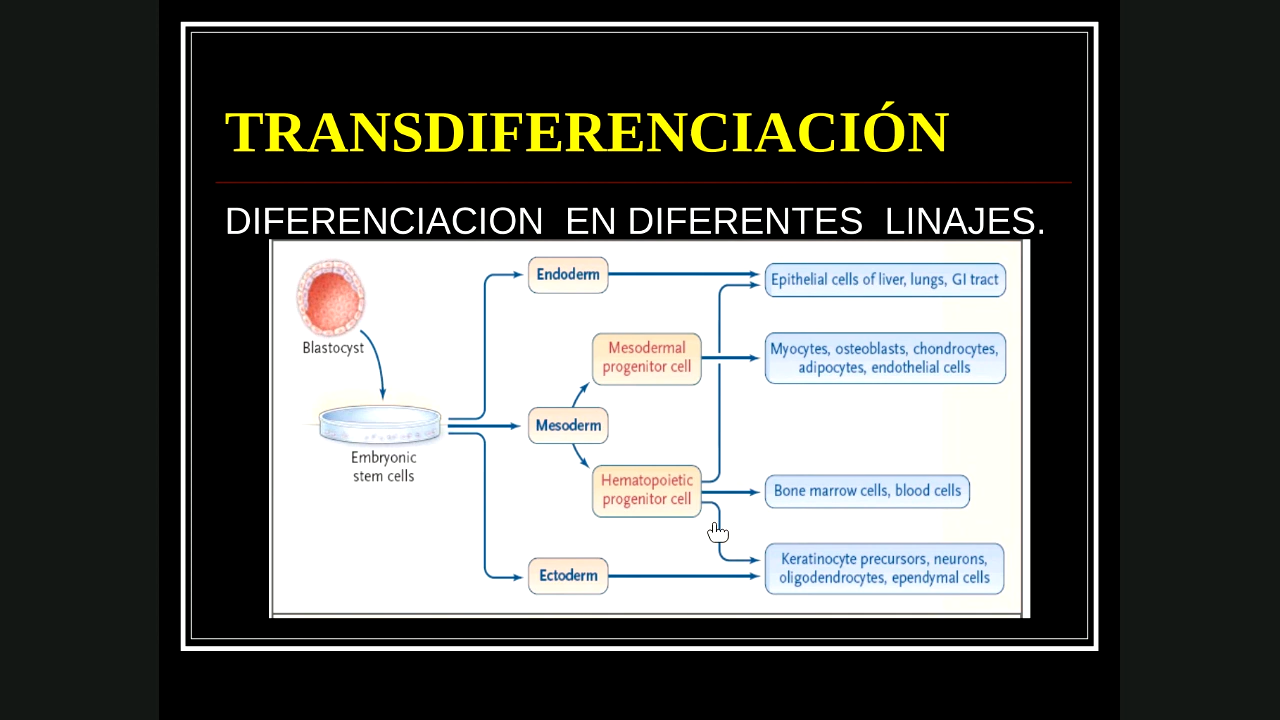 TRANSDIFERENCIACIÓN
DIFERENCIACION EN DIFERENTES LINAJES.
Blastocyst
Embryonic
stem cells
Endoderm
Mesodermal
progenitor cell
Mesoderm
Hematopoietic
progenitor cell
Ectoderm
Epithelial cells of liver, lungs, GI tract
Myocytes, osteoblasts, chondrocytes,
adipocytes, endothelial cells
Bone marrow cells, blood cells
Keratinocyte precursors, neurons,
oligodendrocytes, ependymal cells